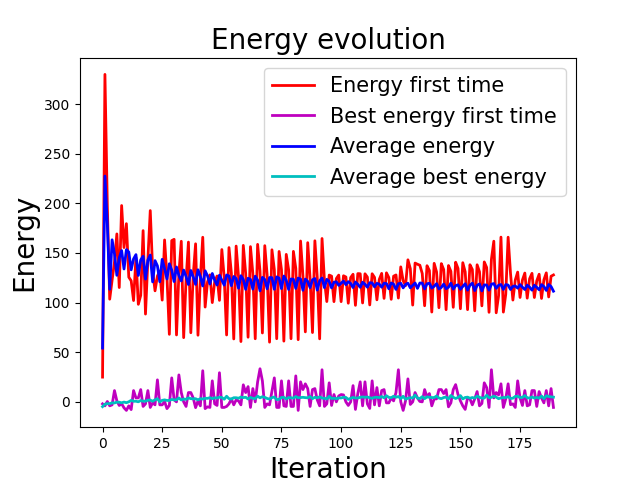 Energy evolution
Energy first time
Best energy first time
Average energy
Average best energy
Energy
300
250
200
150
100
50
0
0 25 50 75 100 125 150 175
Iteration